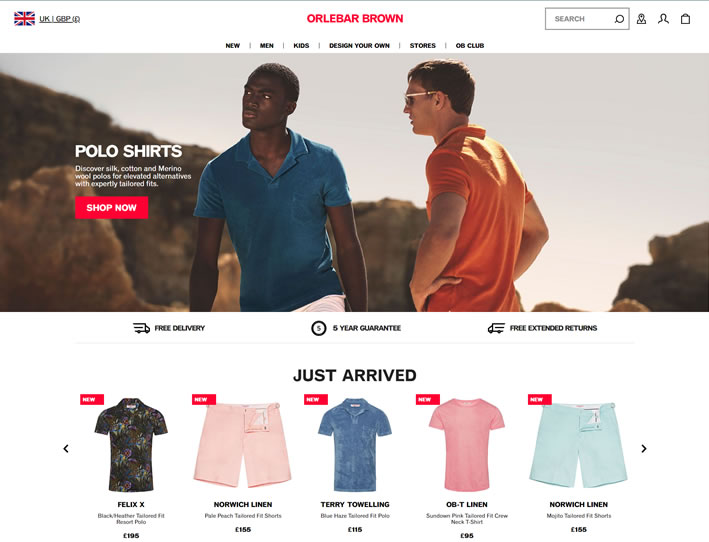 UK | GBP (£)
ORLEBAR BROWN
SEARCH
NEW | MEN | KIDS | DESIGN YOUR OWN | STORES | OB CLUB
POLO SHIRTS
Discover silk, cotton and Merino
wool polos for elevated alternatives
with expertly tailored fits.
SHOP NOW
FREE DELIVERY
5 5 YEAR GUARANTEE
FREE EXTENDED RETURNS
JUST ARRIVED
NEW
FELIX X
Black/Heather Tailored Fit
Resort Polo
£195
NEW
NORWICH LINEN
Pale Peach Tailored Fit Shorts
£155
NEW
TERRY TOWELLING
Blue Haze Tailored Fit Polo
£115
NEW
OB-T LINEN
Sundown Pink Tailored Fit Crew
Neck T-Shirt
£95
NEW
NORWICH LINEN
Mojito Tailored Fit Shorts
£155